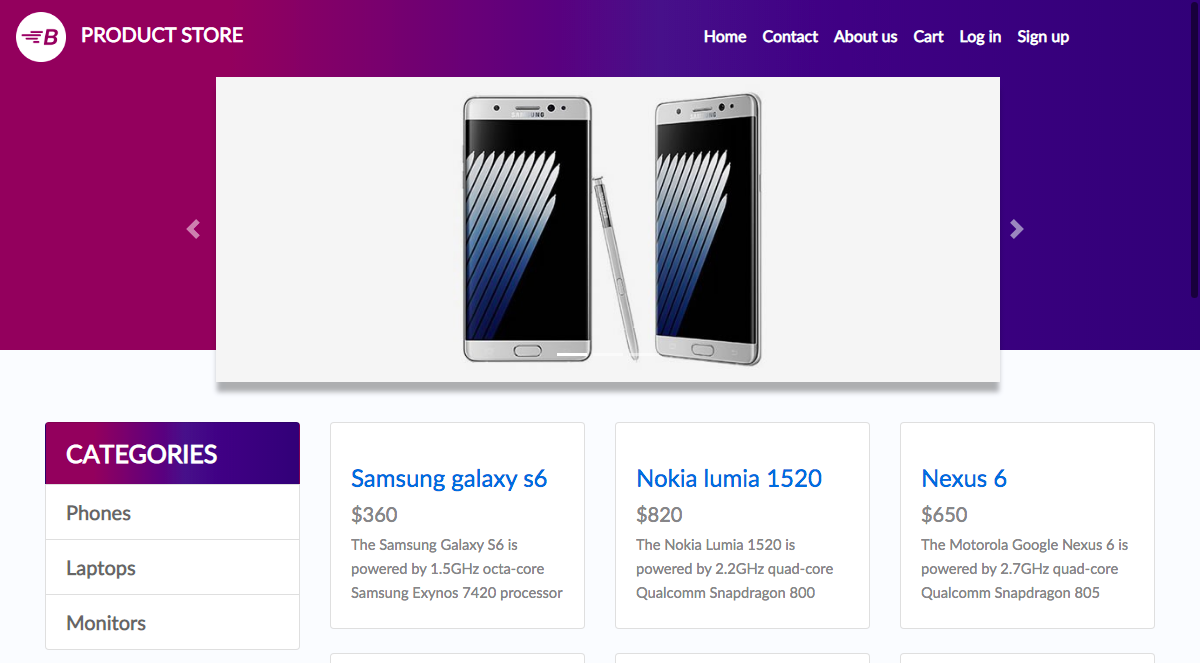 B PRODUCT STORE
Home Contact About us Cart Log in Sign up
SAMSUNG SAMSUNG
CATEGORIES
Phones
Laptops
Monitors
Samsung galaxy s6
$360
The Samsung Galaxy S6 is
powered by 1.5GHz octa-core
Samsung Exynos 7420 processor
Nokia lumia 1520
$820
The Nokia Lumia 1520 is
powered by 2.2GHz quad-core
Qualcomm Snapdragon 800
Nexus 6
$650
The Motorola Google Nexus 6 is
powered by 2.7GHz quad-core
Qualcomm Snapdragon 805